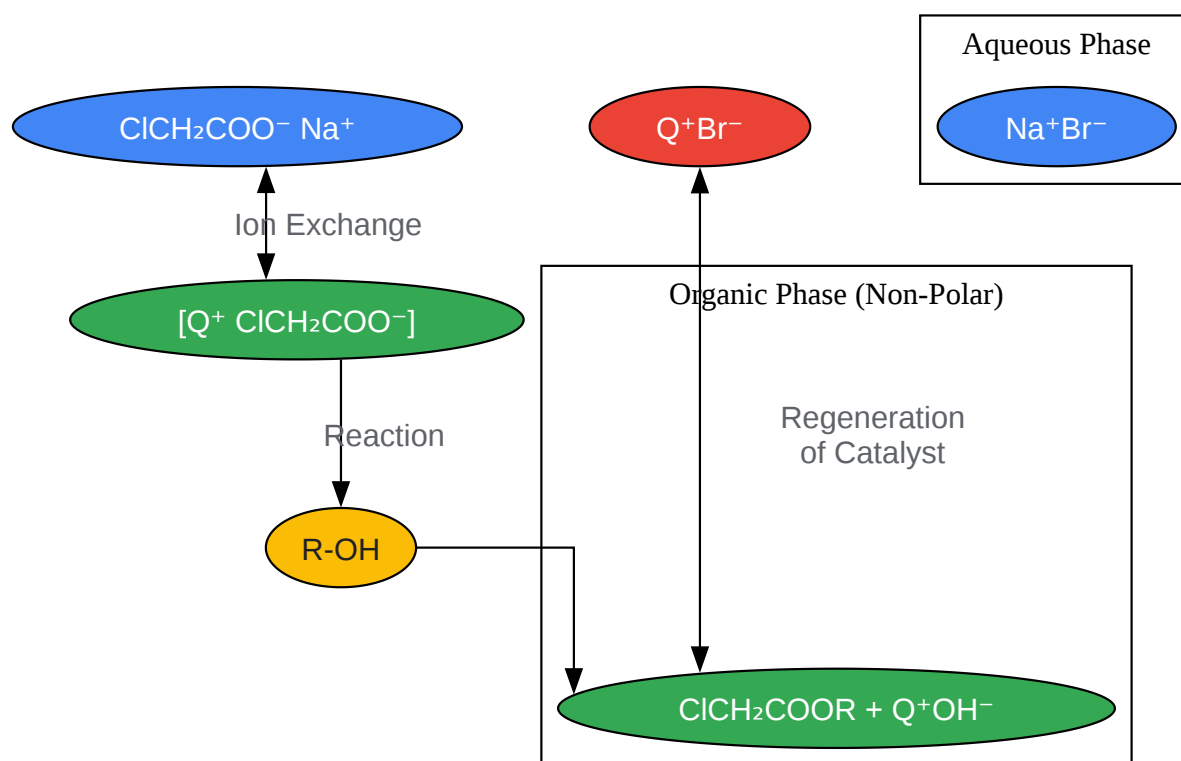 Aqueous Phase
ClCH₂COO⁻ Na⁺
Q⁺Br⁻
Na⁺Br⁻
Ion Exchange
Organic Phase (Non-Polar)
[Q⁺ ClCH₂COO⁻]
Regeneration
of Catalyst
Reaction
R-OH
ClCH₂COOR + Q⁺OH⁻